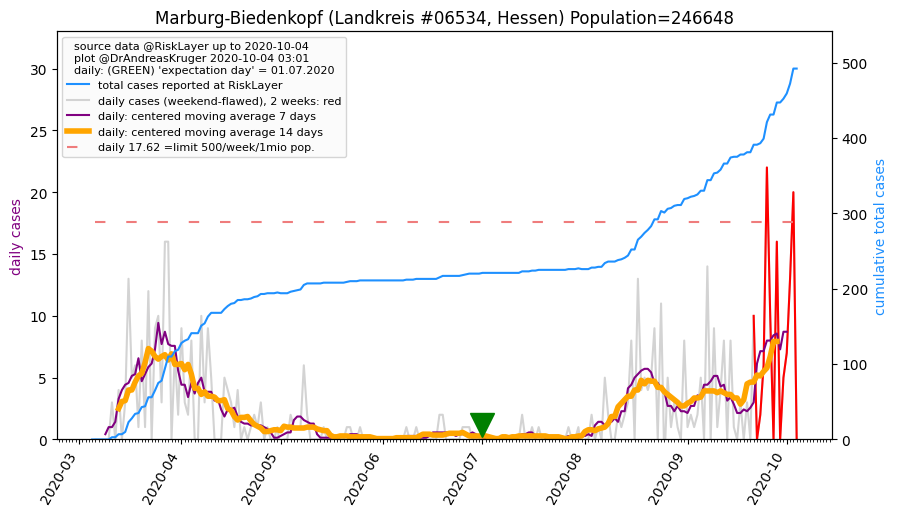 Marburg-Biedenkopf (Landkreis #06534, Hessen) Population=246648
source data @RiskLayer up to 2020-10-04
plot @DrAndreasKruger 2020-10-04 03:01
daily: (GREEN) 'expectation day' = 01.07.2020
total cases reported at RiskLayer
daily cases (weekend-flawed), 2 weeks: red
daily: centered moving average 7 days
daily: centered moving average 14 days
daily 17.62 =limit 500/week/1mio pop.
daily cases
30
25
20
15
10
5
0
cumulative total cases
500
400
300
200
100
0
2020-03
2020-04
2020-05
2020-06
2020-07
2020-08
2020-09
2020-10